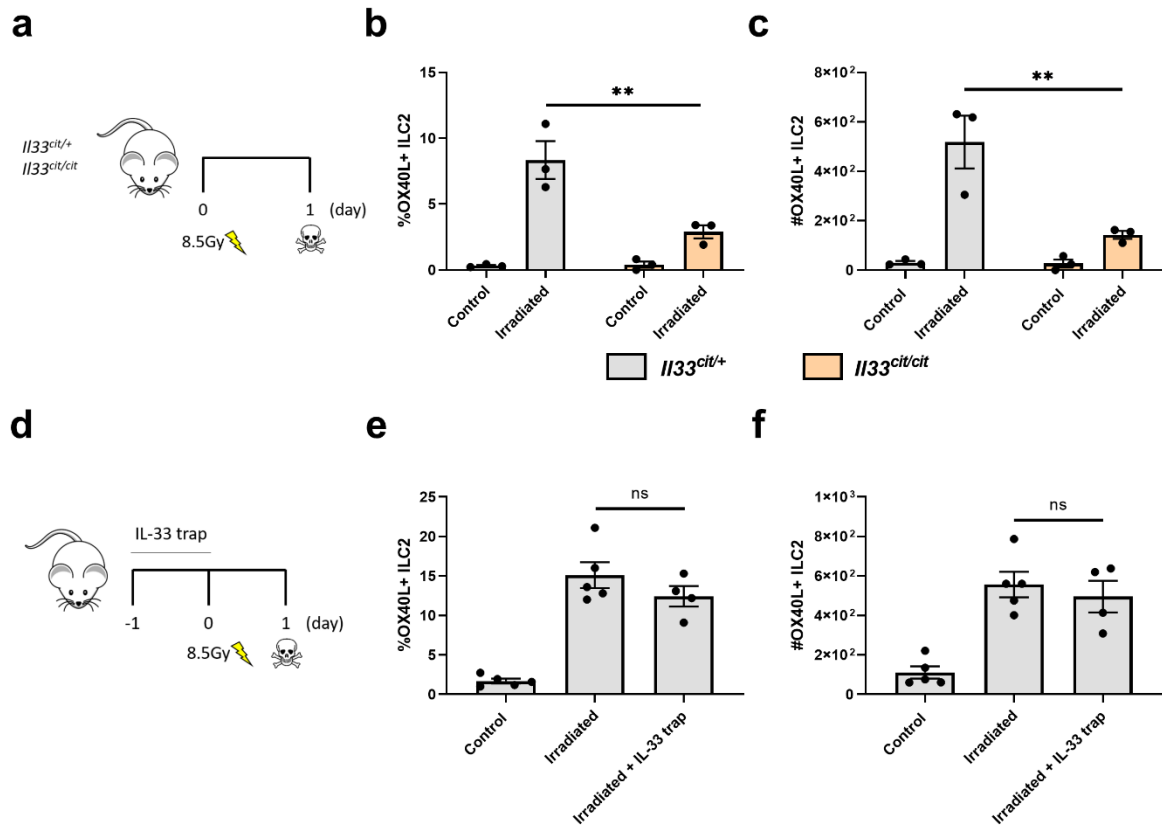 a
Il33cit/+
Il33cit/cit
0
1
(day)
8.5Gy
b
%OX40L+ ILC2
15
10
5
0
**
Control
Irradiated
Control
Irradiated
c
#OX40L+ ILC2
8×10²
6×10²
4×10²
2×10²
0
**
Control
Irradiated
Control
Irradiated
Il33cit/+
Il33cit/cit
d
IL-33 trap
-1
0
1
(day)
8.5Gy
e
%OX40L+ ILC2
25
20
15
10
5
0
ns
Control
Irradiated
Irradiated + IL-33 trap
f
#OX40L+ ILC2
1×10³
8×10²
6×10²
4×10²
2×10²
0
ns
Control
Irradiated
Irradiated + IL-33 trap